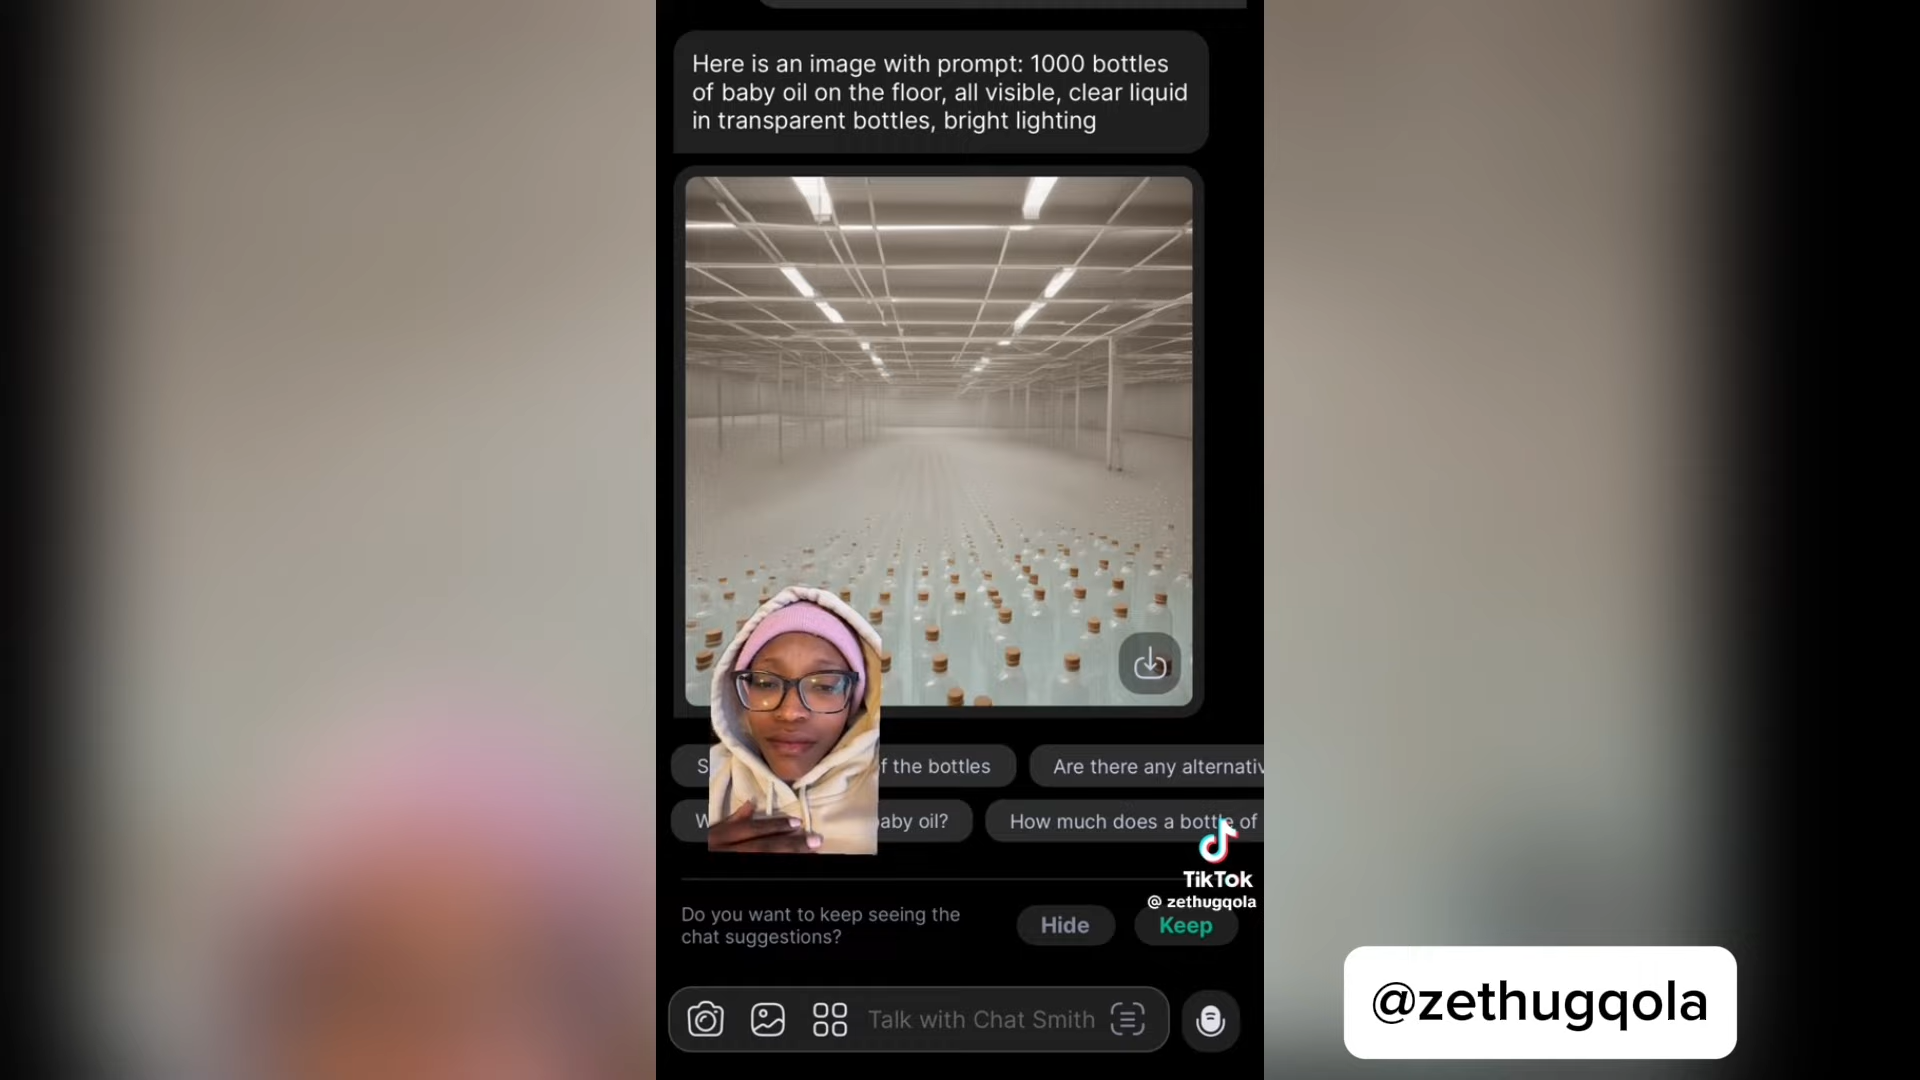 Here is an image with prompt: 1000 bottles
of baby oil on the floor, all visible, clear liquid
in transparent bottles, bright lighting
of the bottles
Are there any
baby oil?
How much does a bottle of
TikTok
@ zethugqola
Do you want to keep seeing the
chat suggestions?
Hide
Keep
Talk with Chat Smith
@zethugqola